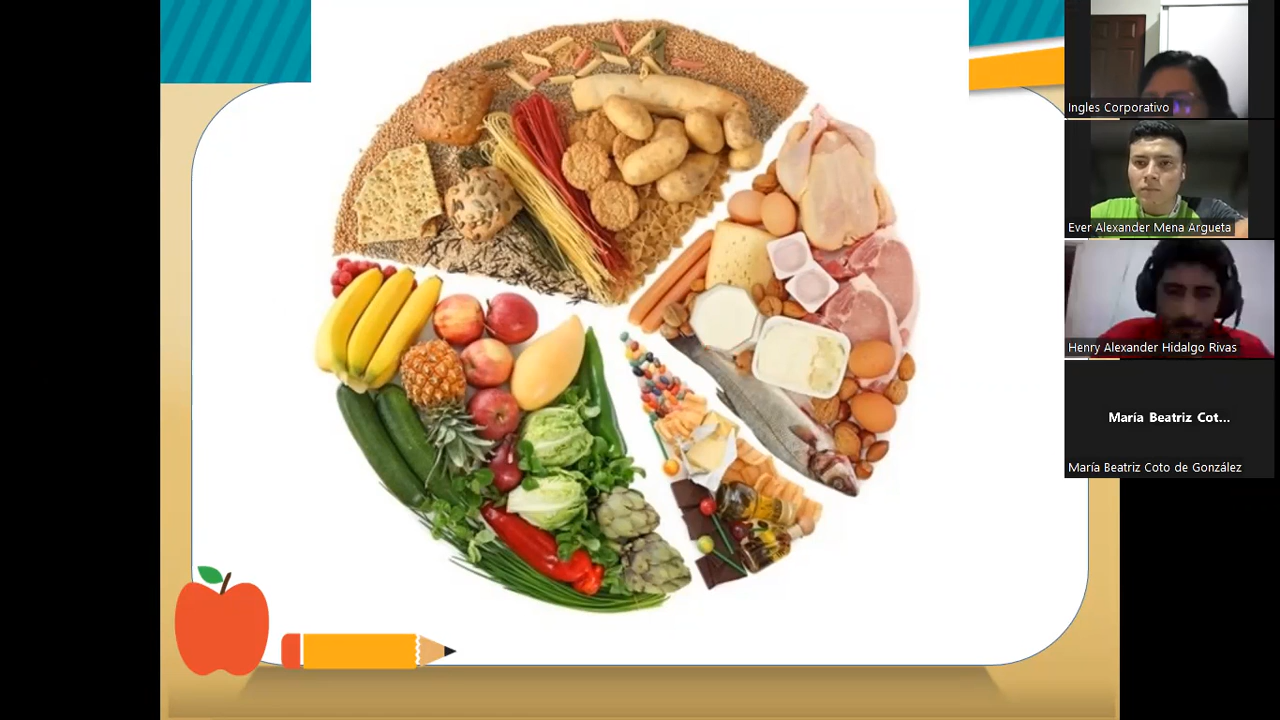 Ingles Corporativo
Ever Alexander Mena Argueta
Henry Alexander Hidalgo Rivas
María Beatriz Cot...
María Beatriz Coto de González